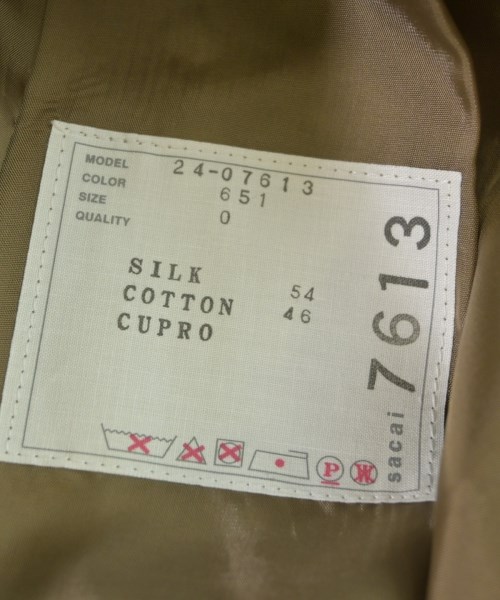 MODEL 24-07613
COLOR 651
SIZE 0
QUALITY
SILK 54
COTTON 46
CUPRO
P
W
sacai 7613